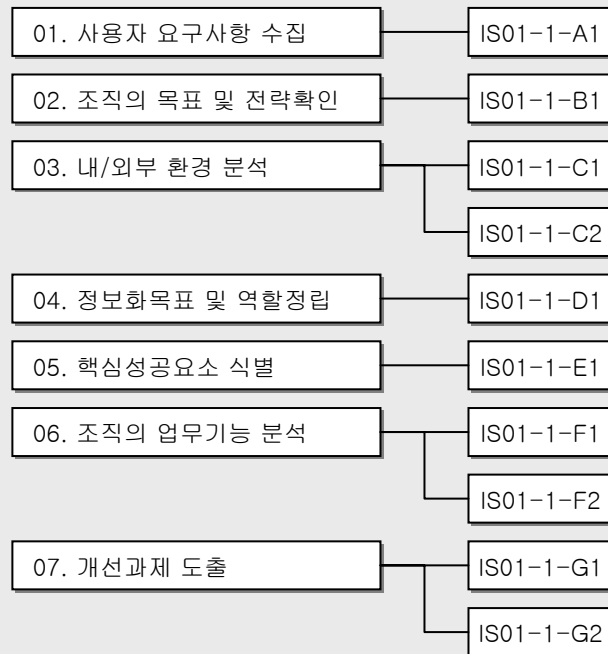 01. 사용자 요구사항 수집
IS01-1-A1
02. 조직의 목표 및 전략확인
IS01-1-B1
03. 내/외부 환경 분석
IS01-1-C1
IS01-1-C2
04. 정보화목표 및 역할정립
IS01-1-D1
05. 핵심성공요소 식별
IS01-1-E1
06. 조직의 업무기능 분석
IS01-1-F1
IS01-1-F2
07. 개선과제 도출
IS01-1-G1
IS01-1-G2